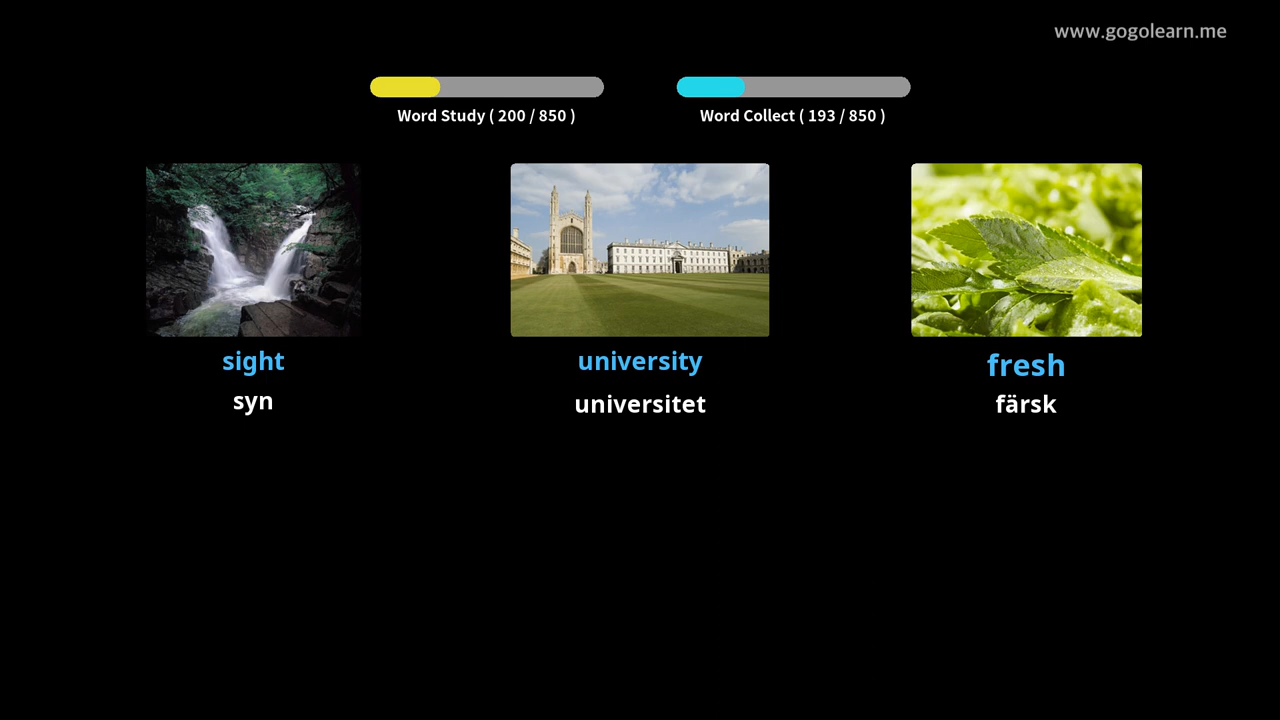 www.gogolearn.me
Word Study ( 200 / 850 )
Word Collect ( 193 / 850 )
sight
university
fresh
syn
universitet
färsk